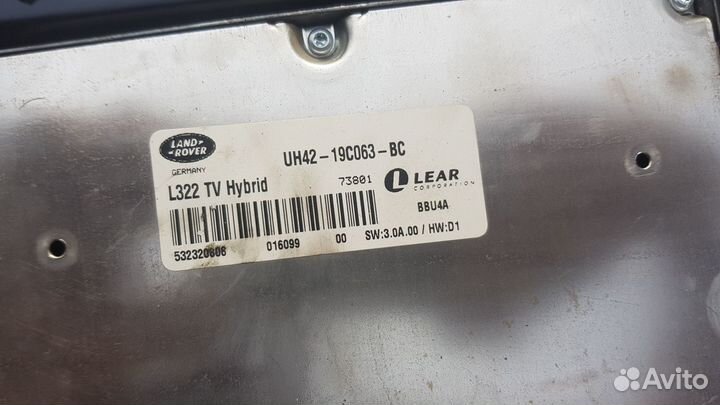 LAND-
ROVER
GERMANY
UH42-19C063-BC
L322 TV Hybrid
73801
LEAR
CORPORATION
BBU4A
532320806
016099
00
SW:3.0A.00 / HW:D1
Avito